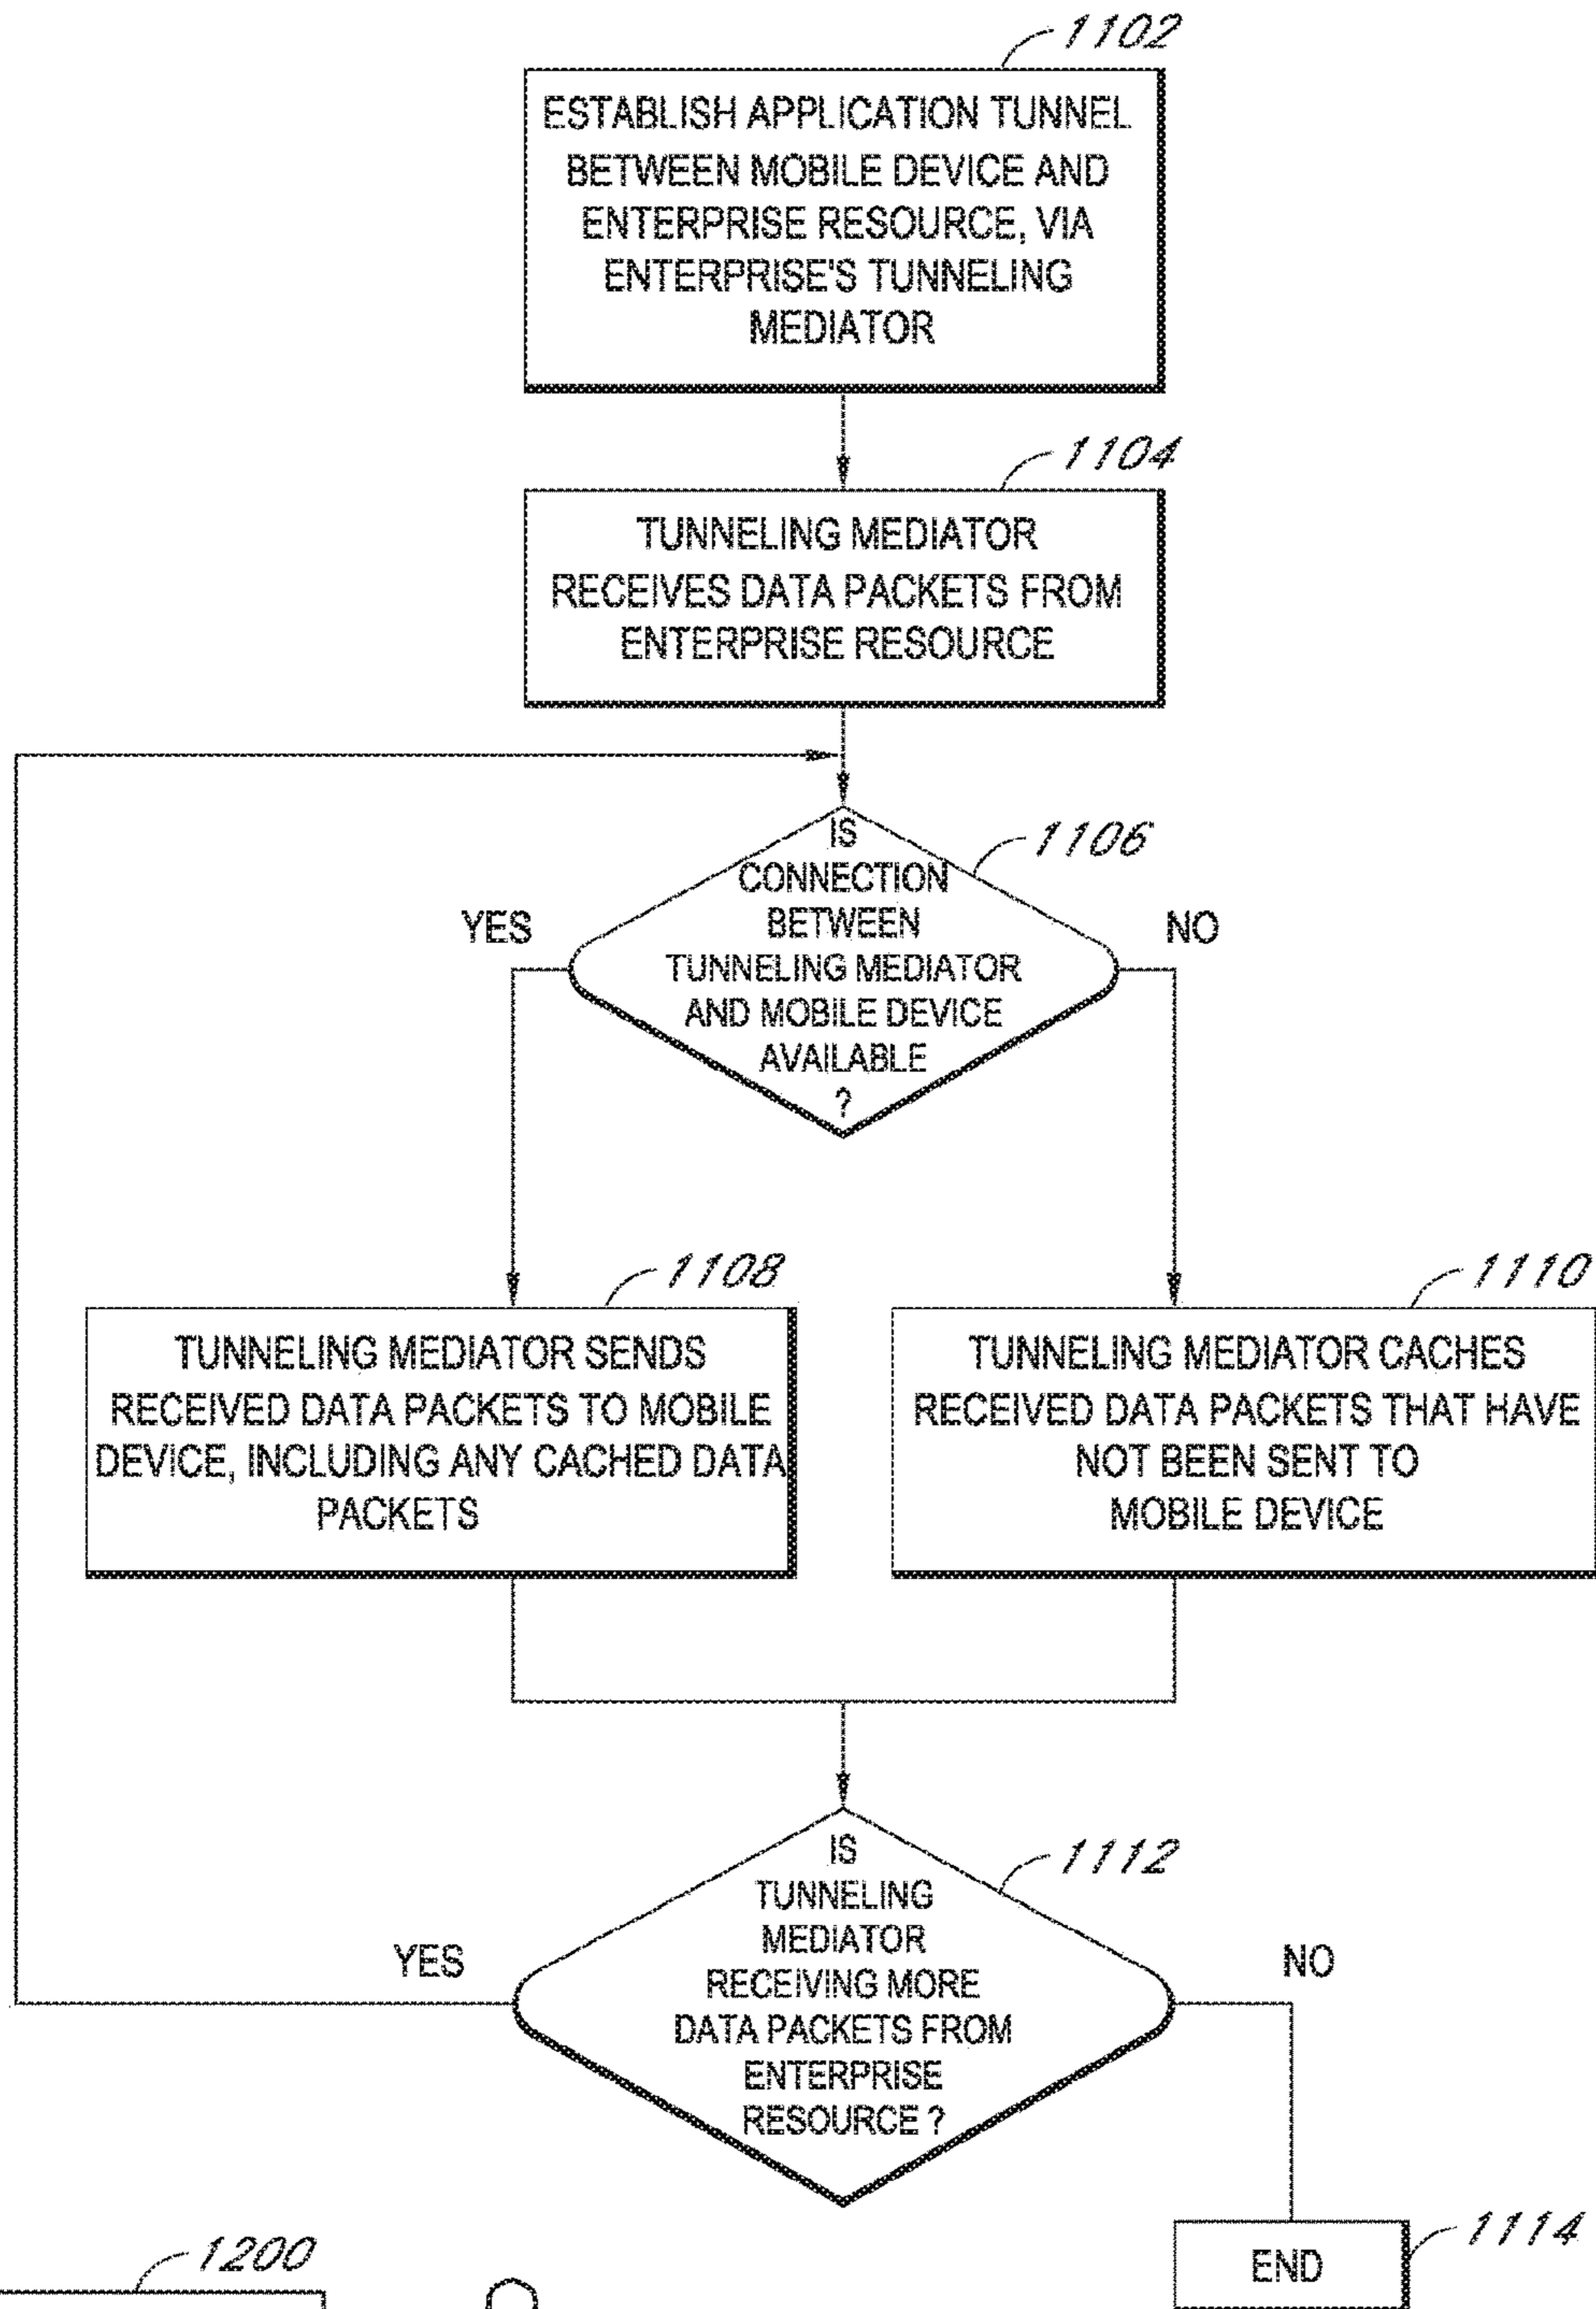 1102
ESTABLISH APPLICATION TUNNEL
BETWEEN MOBILE DEVICE AND
ENTERPRISE RESOURCE, VIA
ENTERPRISE'S TUNNELING
MEDIATOR
1104
TUNNELING MEDIATOR
RECEIVES DATA PACKETS FROM
ENTERPRISE RESOURCE
1106
IS
CONNECTION
BETWEEN
TUNNELING MEDIATOR
AND MOBILE DEVICE
AVAILABLE
?
YES
NO
1108
TUNNELING MEDIATOR SENDS
RECEIVED DATA PACKETS TO MOBILE
DEVICE, INCLUDING ANY CACHED DATA
PACKETS
1110
TUNNELING MEDIATOR CACHES
RECEIVED DATA PACKETS THAT HAVE
NOT BEEN SENT TO
MOBILE DEVICE
1112
IS
TUNNELING
MEDIATOR
RECEIVING MORE
DATA PACKETS FROM
ENTERPRISE
RESOURCE ?
YES
NO
1114
END
1200